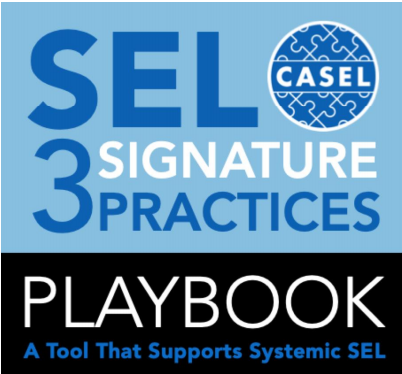 SEL
CASEL
3 SIGNATURE
PRACTICES
PLAYBOOK
A Tool That Supports Systemic SEL